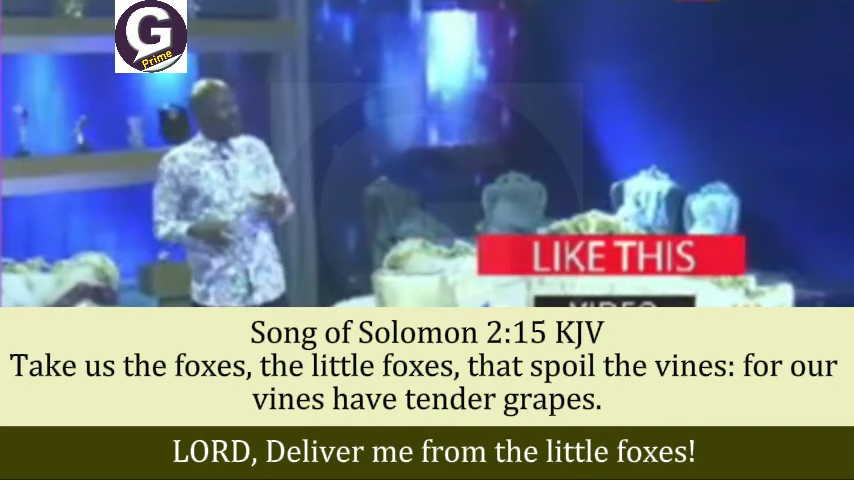 G
Prime
LIKE THIS
VIDEO
Song of Solomon 2:15 KJV
Take us the foxes, the little foxes, that spoil the vines: for our
vines have tender grapes.
LORD, Deliver me from the little foxes!